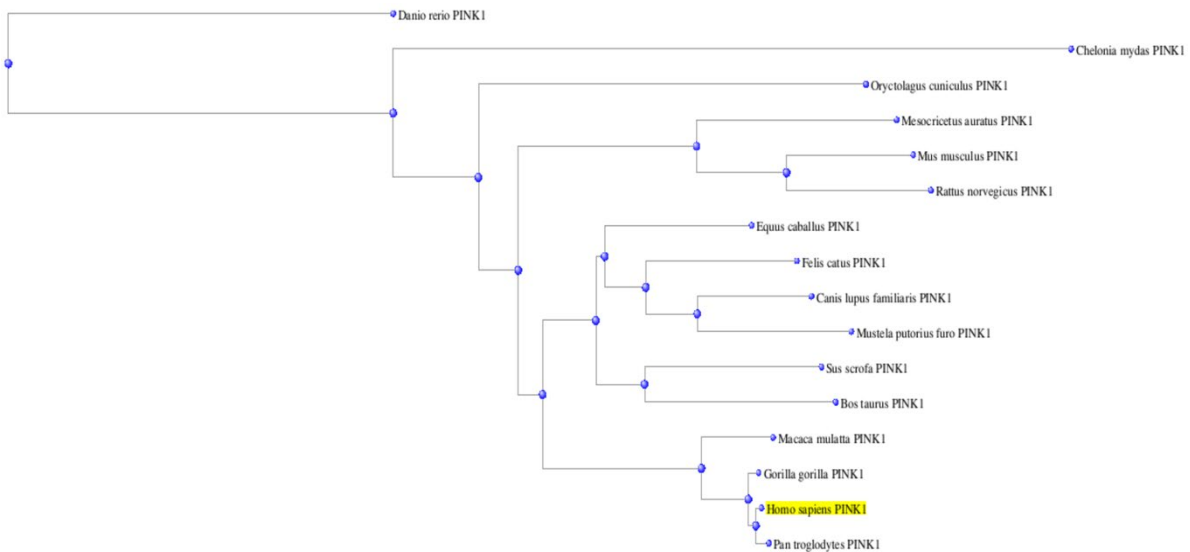 Danio rerio PINK1
Chelonia mydas PINK1
Oryctolagus cuniculus PINK1
Mesocricetus auratus PINK1
Mus musculus PINK1
Rattus norvegicus PINK1
Equus caballus PINK1
Felis catus PINK1
Canis lupus familiaris PINK1
Mustela putorius furo PINK1
Sus scrofa PINK1
Bos taurus PINK1
Macaca mulatta PINK1
Gorilla gorilla PINK1
Homo sapiens PINK1
Pan troglodytes PINK1